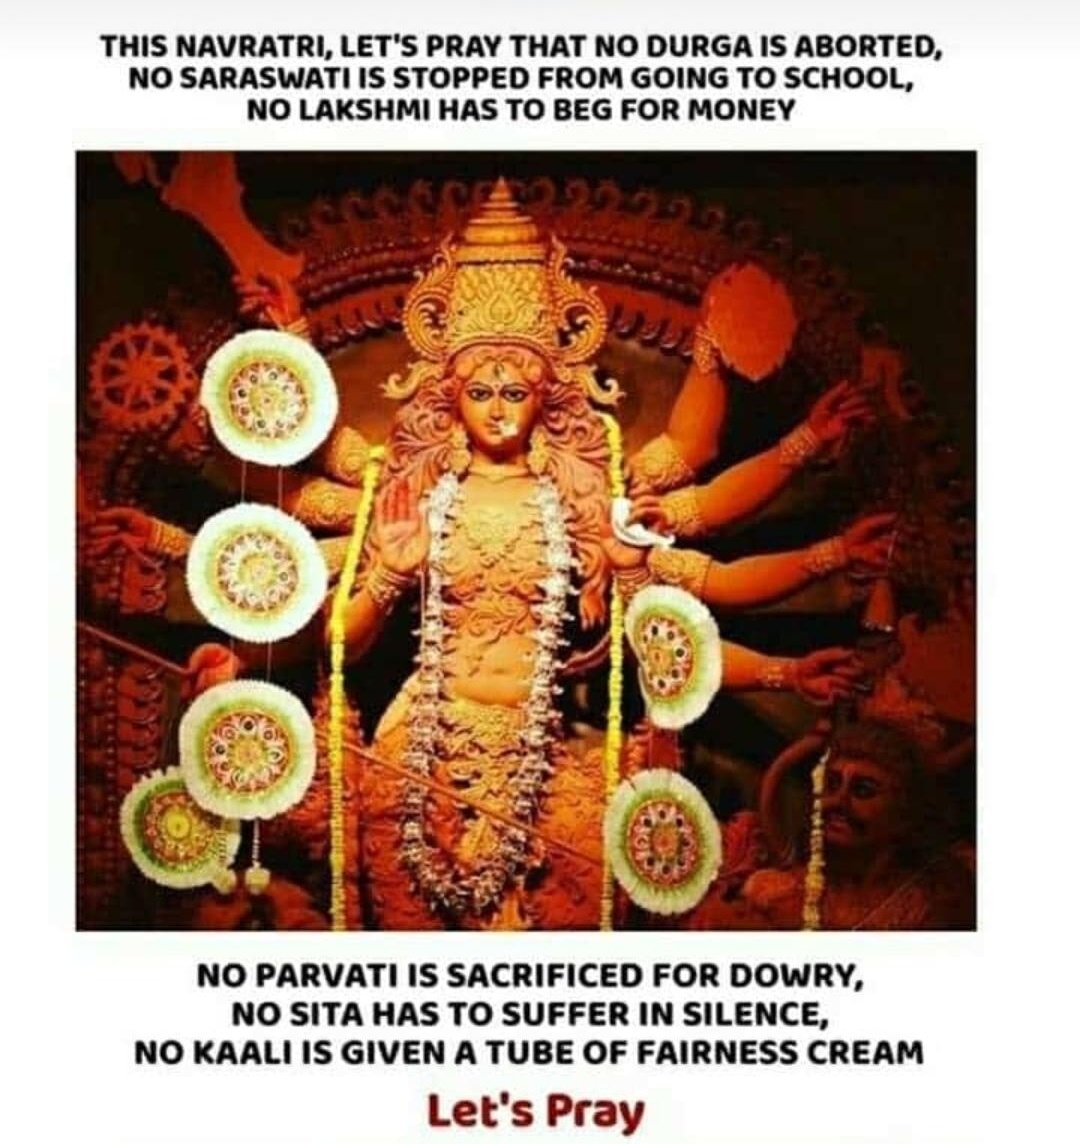 THIS NAVRATRI, LET'S PRAY THAT NO DURGA IS ABORTED,
NO SARASWATI IS STOPPED FROM GOING TO SCHOOL,
NO LAKSHMI HAS TO BEG FOR MONEY
NO PARVATI IS SACRIFICED FOR DOWRY,
NO SITA HAS TO SUFFER IN SILENCE,
NO KAALI IS GIVEN A TUBE OF FAIRNESS CREAM
Let's Pray